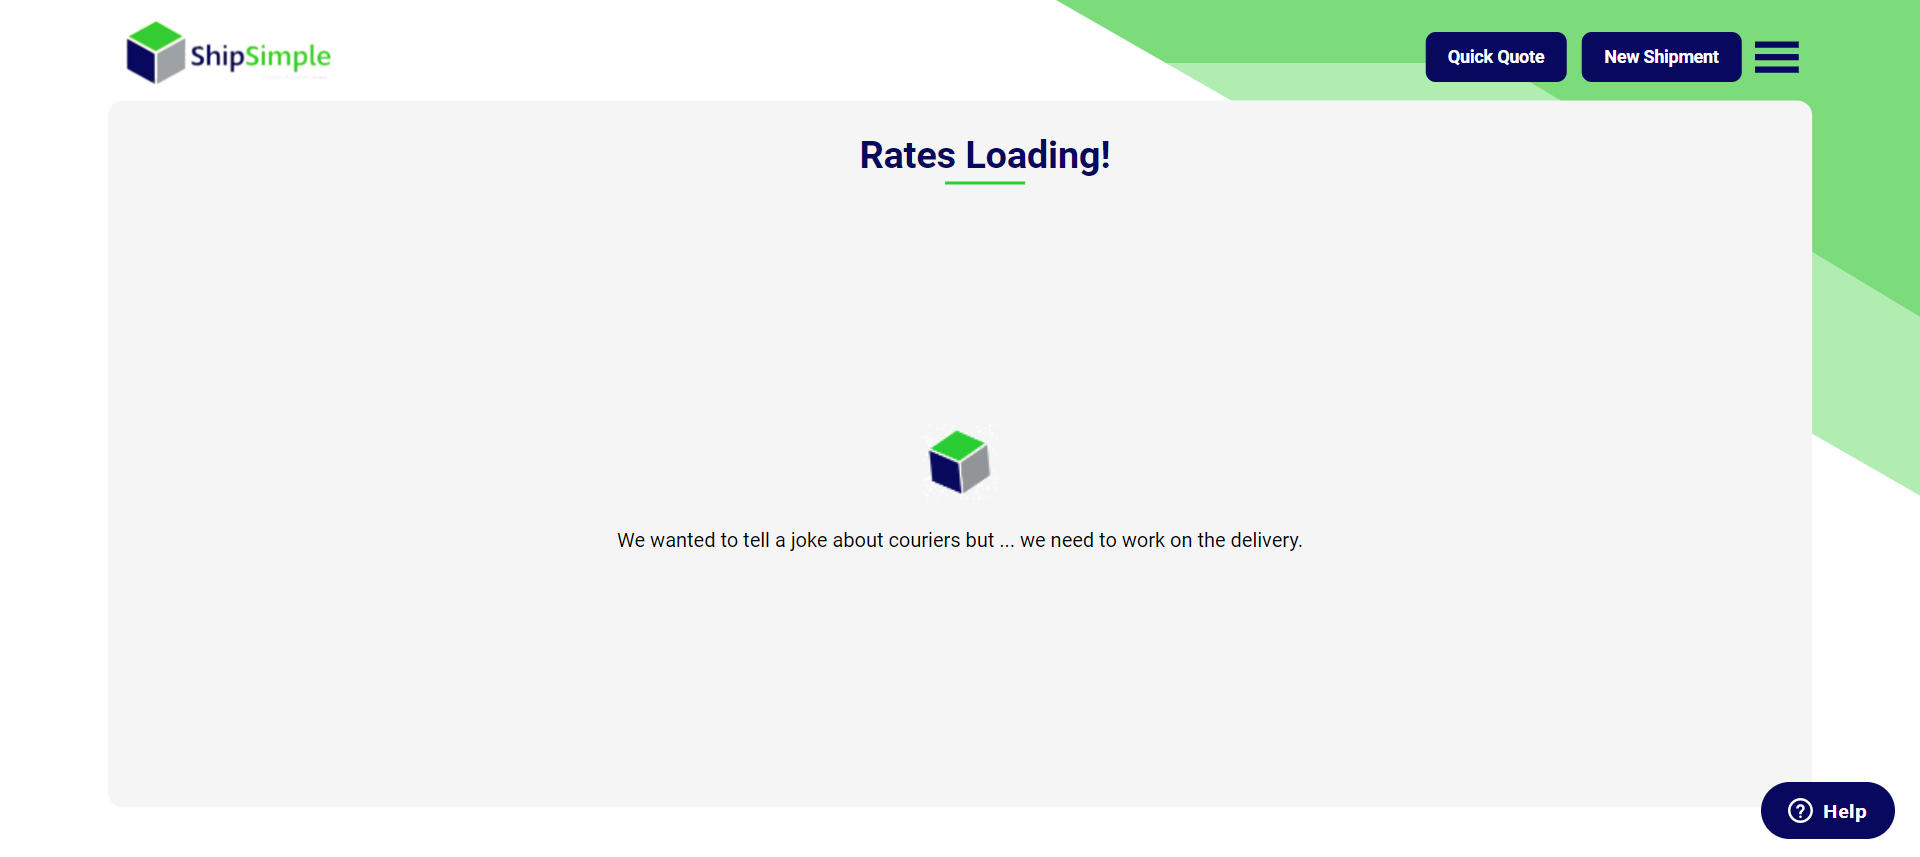 ShipSimple
Quick Quote
New Shipment
Rates Loading!
We wanted to tell a joke about couriers but ... we need to work on the delivery.
Help